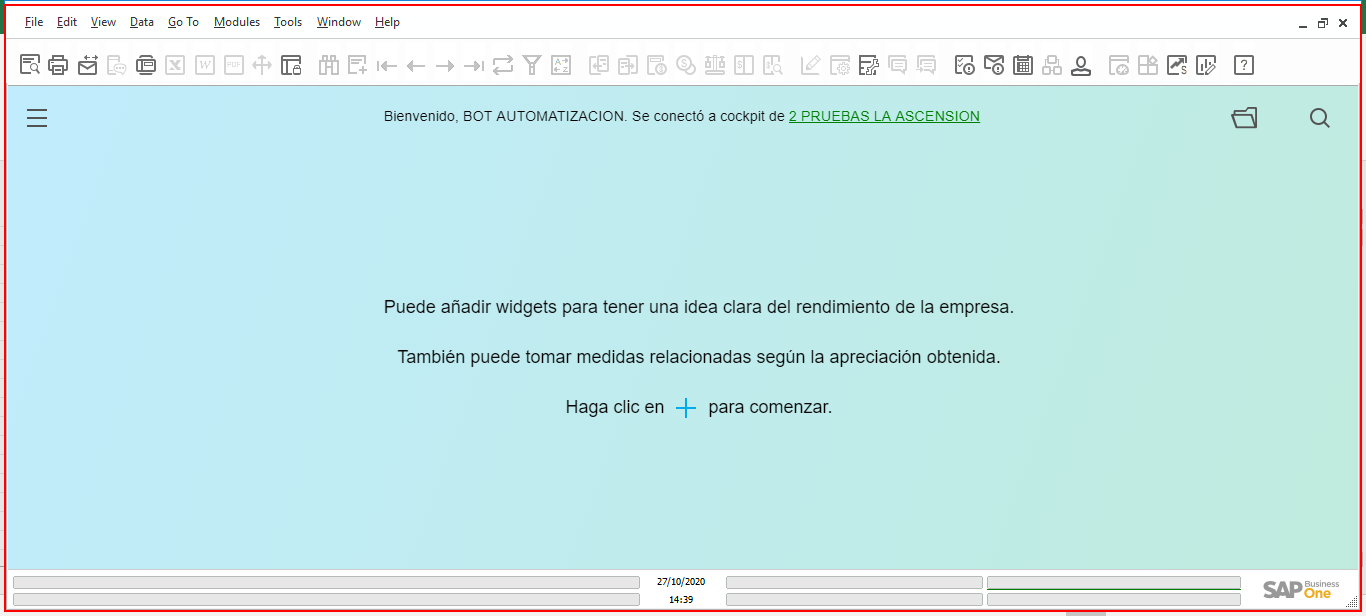 File Edit View Data Go To Modules Tools Window Help
Bienvenido, BOT AUTOMATIZACION. Se conectó a cockpit de 2 PRUEBAS LA ASCENSION
Puede añadir widgets para tener una idea clara del rendimiento de la empresa.
También puede tomar medidas relacionadas según la apreciación obtenida.
Haga clic en + para comenzar.
27/10/2020
14:39
SAP Business One